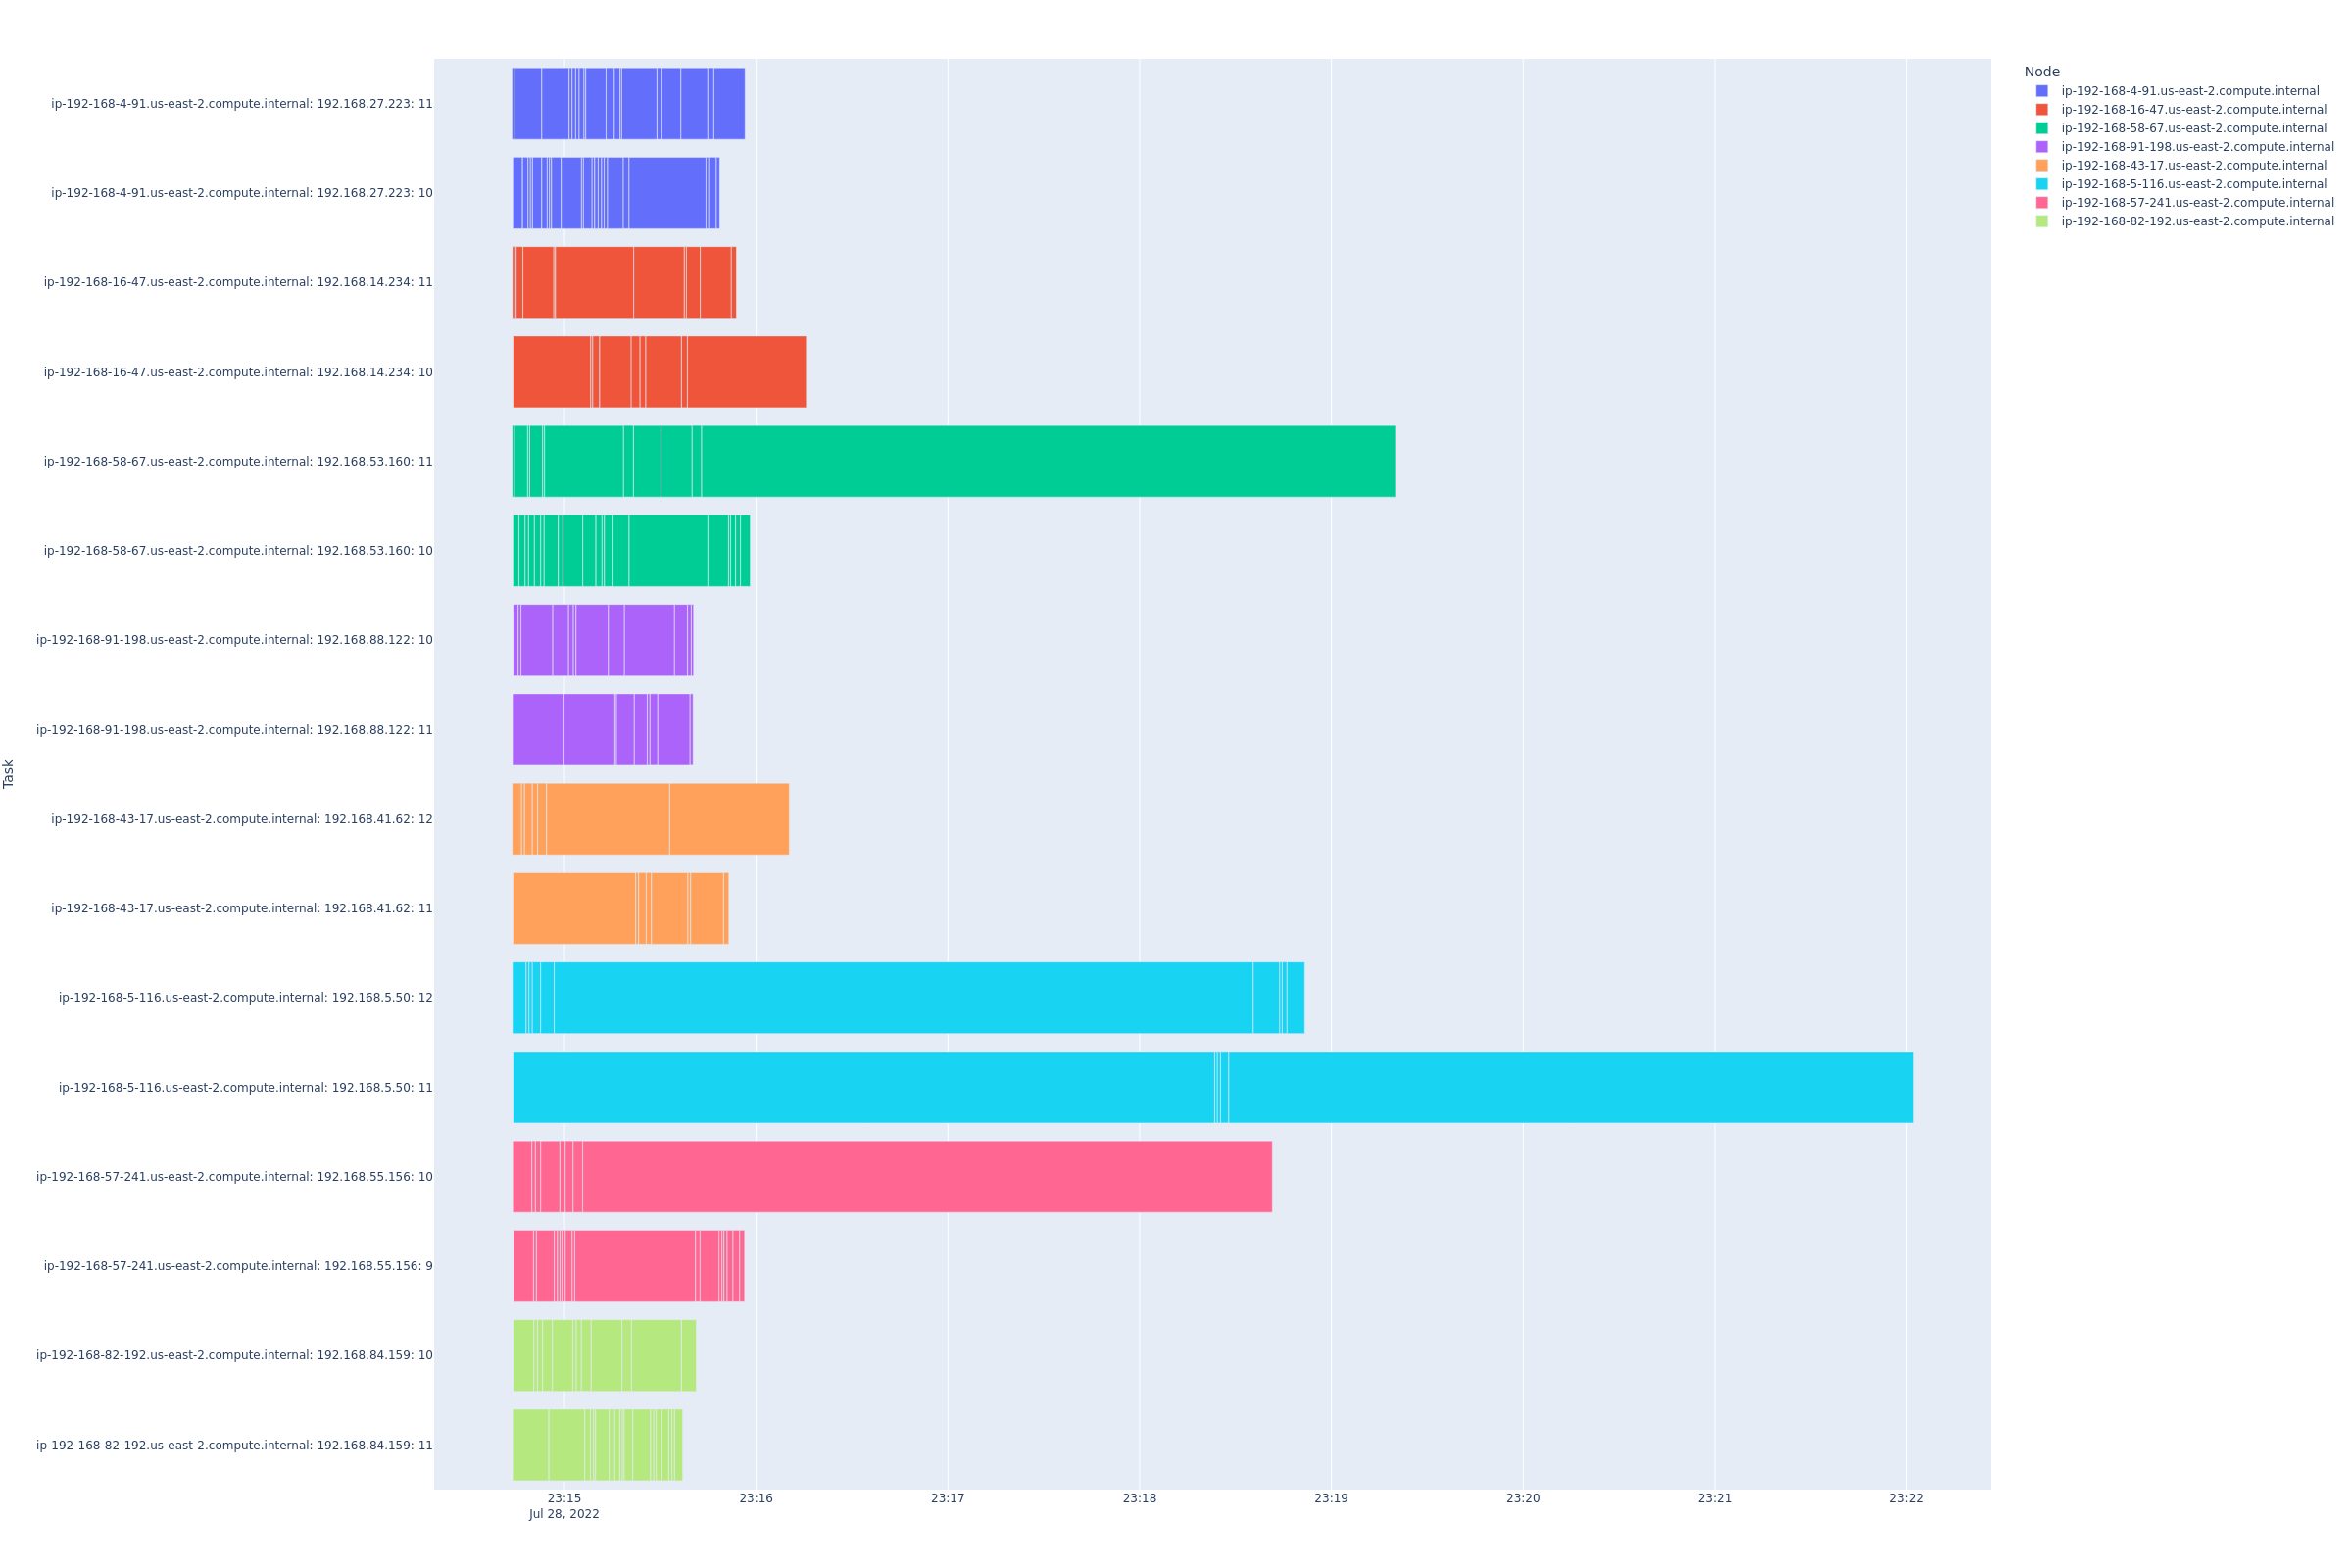 Node
ip-192-168-4-91.us-east-2.compute.internal
ip-192-168-16-47.us-east-2.compute.internal
ip-192-168-58-67.us-east-2.compute.internal
ip-192-168-91-198.us-east-2.compute.internal
ip-192-168-43-17.us-east-2.compute.internal
ip-192-168-5-116.us-east-2.compute.internal
ip-192-168-57-241.us-east-2.compute.internal
ip-192-168-82-192.us-east-2.compute.internal
Task
ip-192-168-4-91.us-east-2.compute.internal: 192.168.27.223: 11
ip-192-168-4-91.us-east-2.compute.internal: 192.168.27.223: 10
ip-192-168-16-47.us-east-2.compute.internal: 192.168.14.234: 11
ip-192-168-16-47.us-east-2.compute.internal: 192.168.14.234: 10
ip-192-168-58-67.us-east-2.compute.internal: 192.168.53.160: 11
ip-192-168-58-67.us-east-2.compute.internal: 192.168.53.160: 10
ip-192-168-91-198.us-east-2.compute.internal: 192.168.88.122: 10
ip-192-168-91-198.us-east-2.compute.internal: 192.168.88.122: 11
ip-192-168-43-17.us-east-2.compute.internal: 192.168.41.62: 12
ip-192-168-43-17.us-east-2.compute.internal: 192.168.41.62: 11
ip-192-168-5-116.us-east-2.compute.internal: 192.168.5.50: 12
ip-192-168-5-116.us-east-2.compute.internal: 192.168.5.50: 11
ip-192-168-57-241.us-east-2.compute.internal: 192.168.55.156: 10
ip-192-168-57-241.us-east-2.compute.internal: 192.168.55.156: 9
ip-192-168-82-192.us-east-2.compute.internal: 192.168.84.159: 10
ip-192-168-82-192.us-east-2.compute.internal: 192.168.84.159: 11
23:15 23:16 23:17 23:18 23:19 23:20 23:21 23:22
Jul 28, 2022